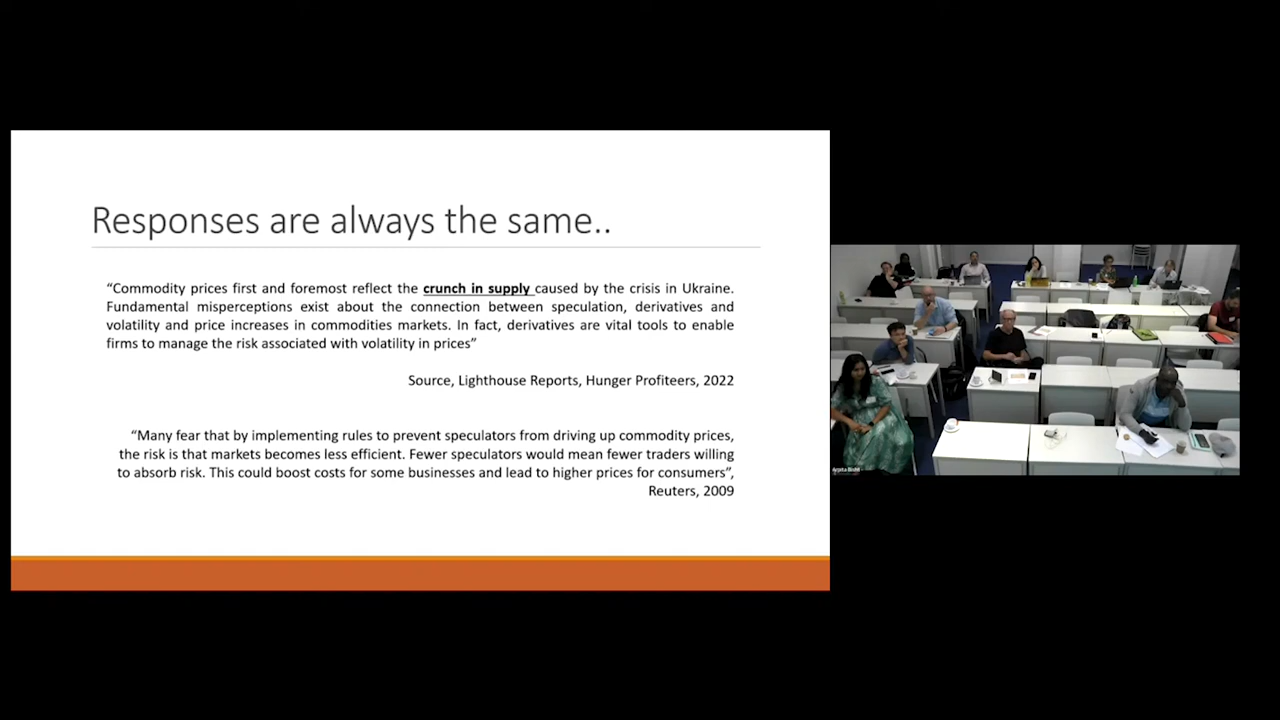 Responses are always the same..
“Commodity prices first and foremost reflect the crunch in supply caused by the crisis in Ukraine.
Fundamental misperceptions exist about the connection between speculation, derivatives and
volatility and price increases in commodities markets. In fact, derivatives are vital tools to enable
firms to manage the risk associated with volatility in prices”
Source, Lighthouse Reports, Hunger Profiteers, 2022
“Many fear that by implementing rules to prevent speculators from driving up commodity prices,
the risk is that markets becomes less efficient. Fewer speculators would mean fewer traders willing
to absorb risk. This could boost costs for some businesses and lead to higher prices for consumers”,
Reuters, 2009
Arpita Bisht